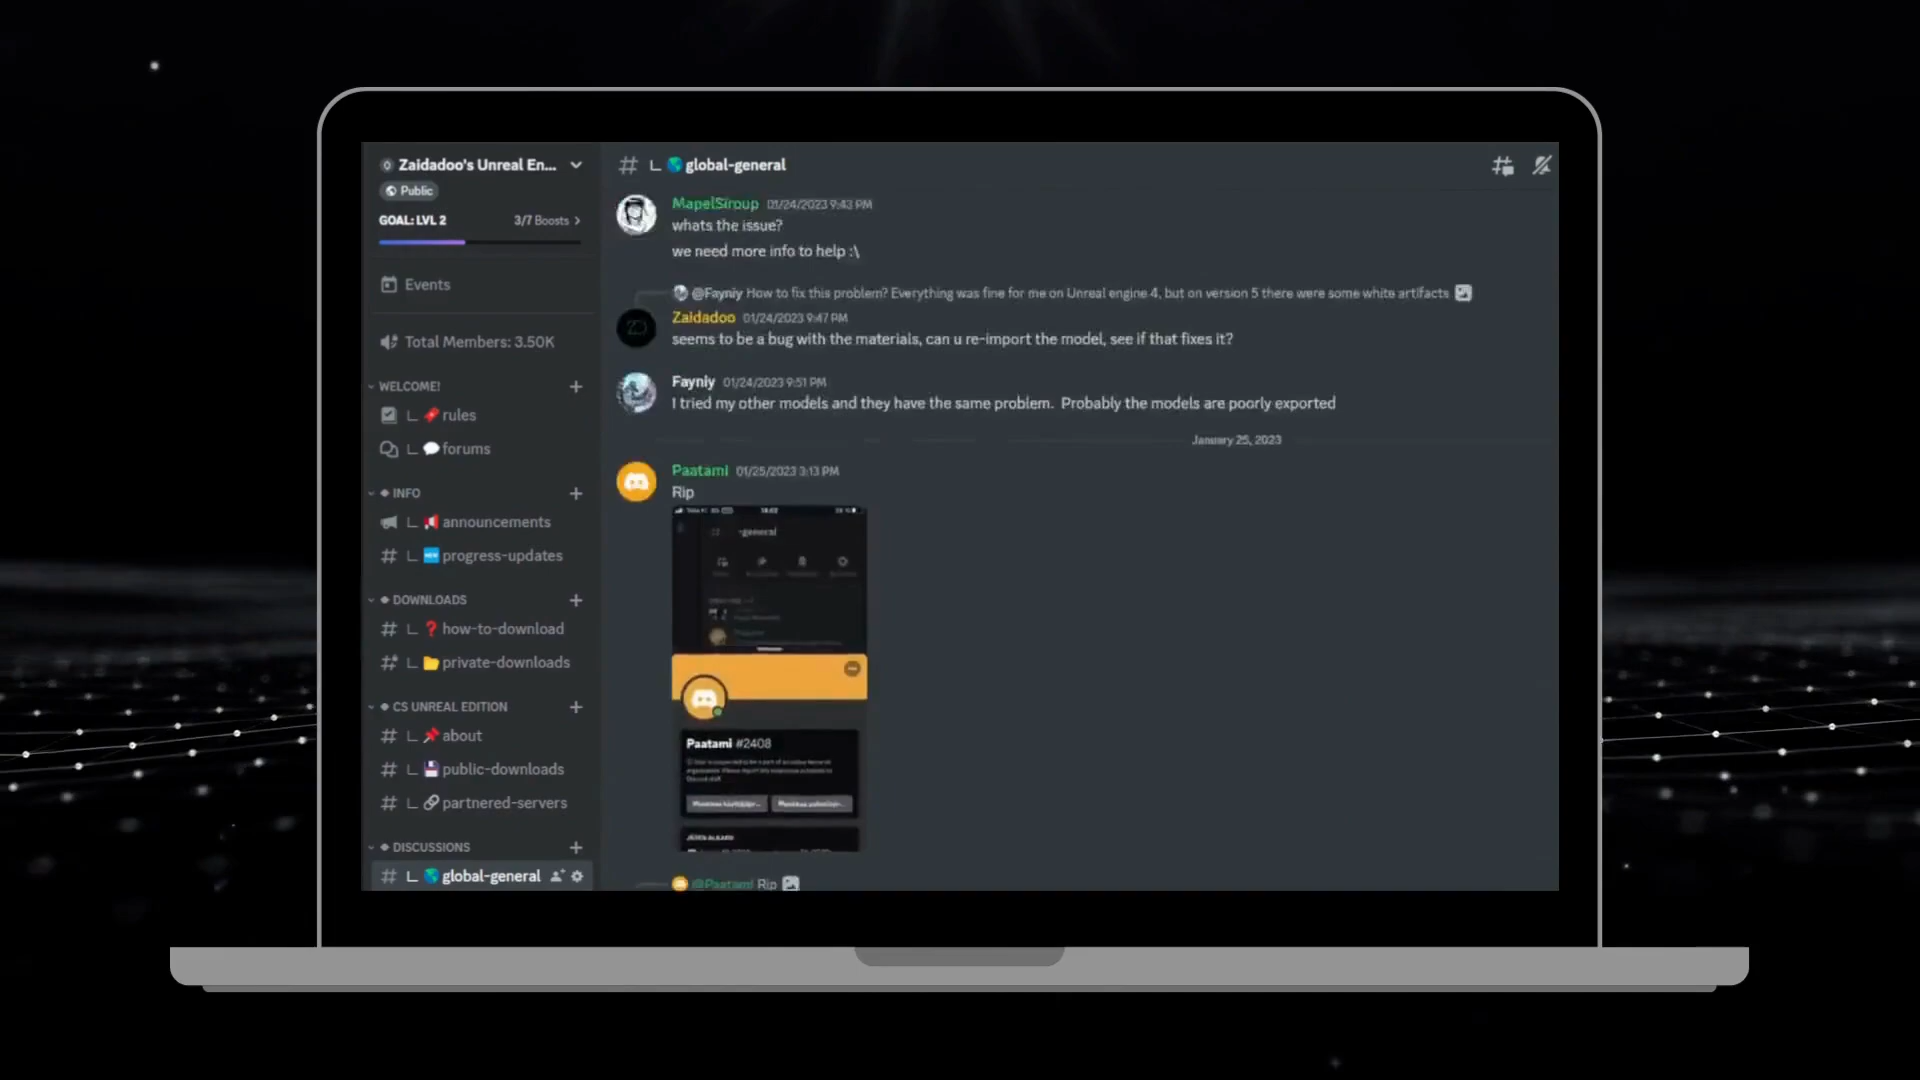 Zaidadoo's Unreal En...
Public
GOAL: LVL 2
3/7 Boosts >
Events
Total Members: 3.50K
WELCOME!
rules
forums
INFO
announcements
progress-updates
DOWNLOADS
how-to-download
private-downloads
CS UNREAL EDITION
about
public-downloads
partnered-servers
DISCUSSIONS
global-general
global-general
MapelSiroup 01/24/2023 9:43 PM
whats the issue?
we need more info to help :\
@Fayniy How to fix this problem? Everything was fine for me on Unreal engine 4, but on version 5 there were some white artifacts
Zaidadoo 01/24/2023 9:47 PM
seems to be a bug with the materials, can u re-import the model, see if that fixes it?
Fayniy 01/24/2023 9:51 PM
I tried my other models and they have the same problem. Probably the models are poorly exported
January 25, 2023
Paatami 01/25/2023 3:13 PM
Rip
-general
Paatami #2408
@Paatami Rip